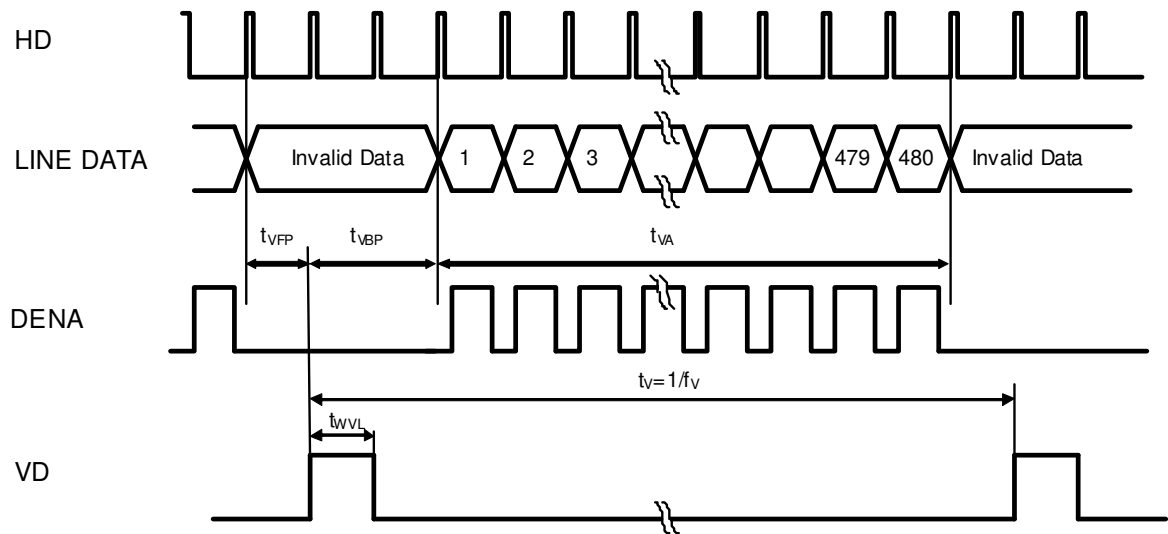 HD
LINE DATA
Invalid Data
1
2
3
479
480
Invalid Data
tVFP
tVBP
tVA
DENA
tV=1/fV
tWVL
VD